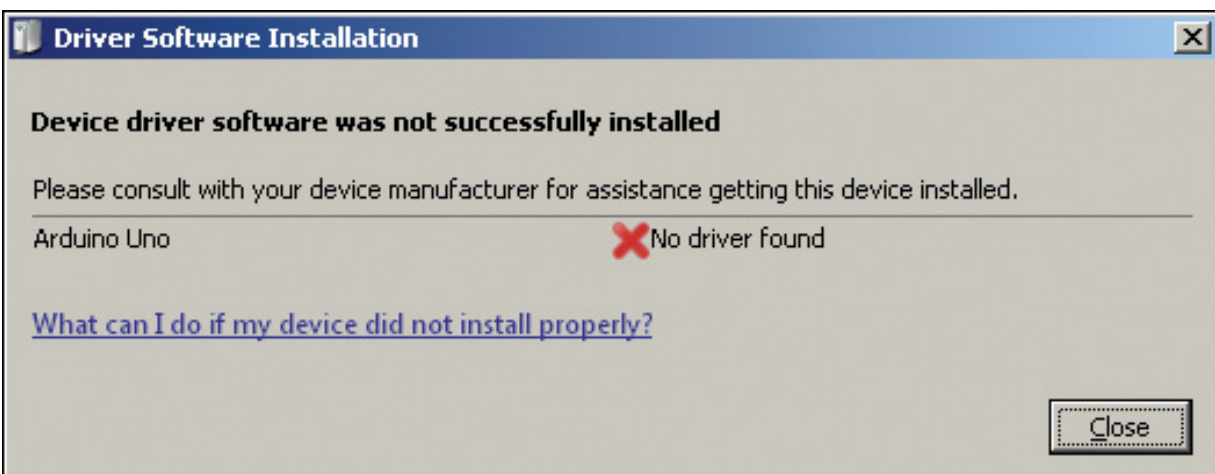 Driver Software Installation
Device driver software was not successfully installed
Please consult with your device manufacturer for assistance getting this device installed.
Arduino Uno No driver found
What can I do if my device did not install properly?
Close